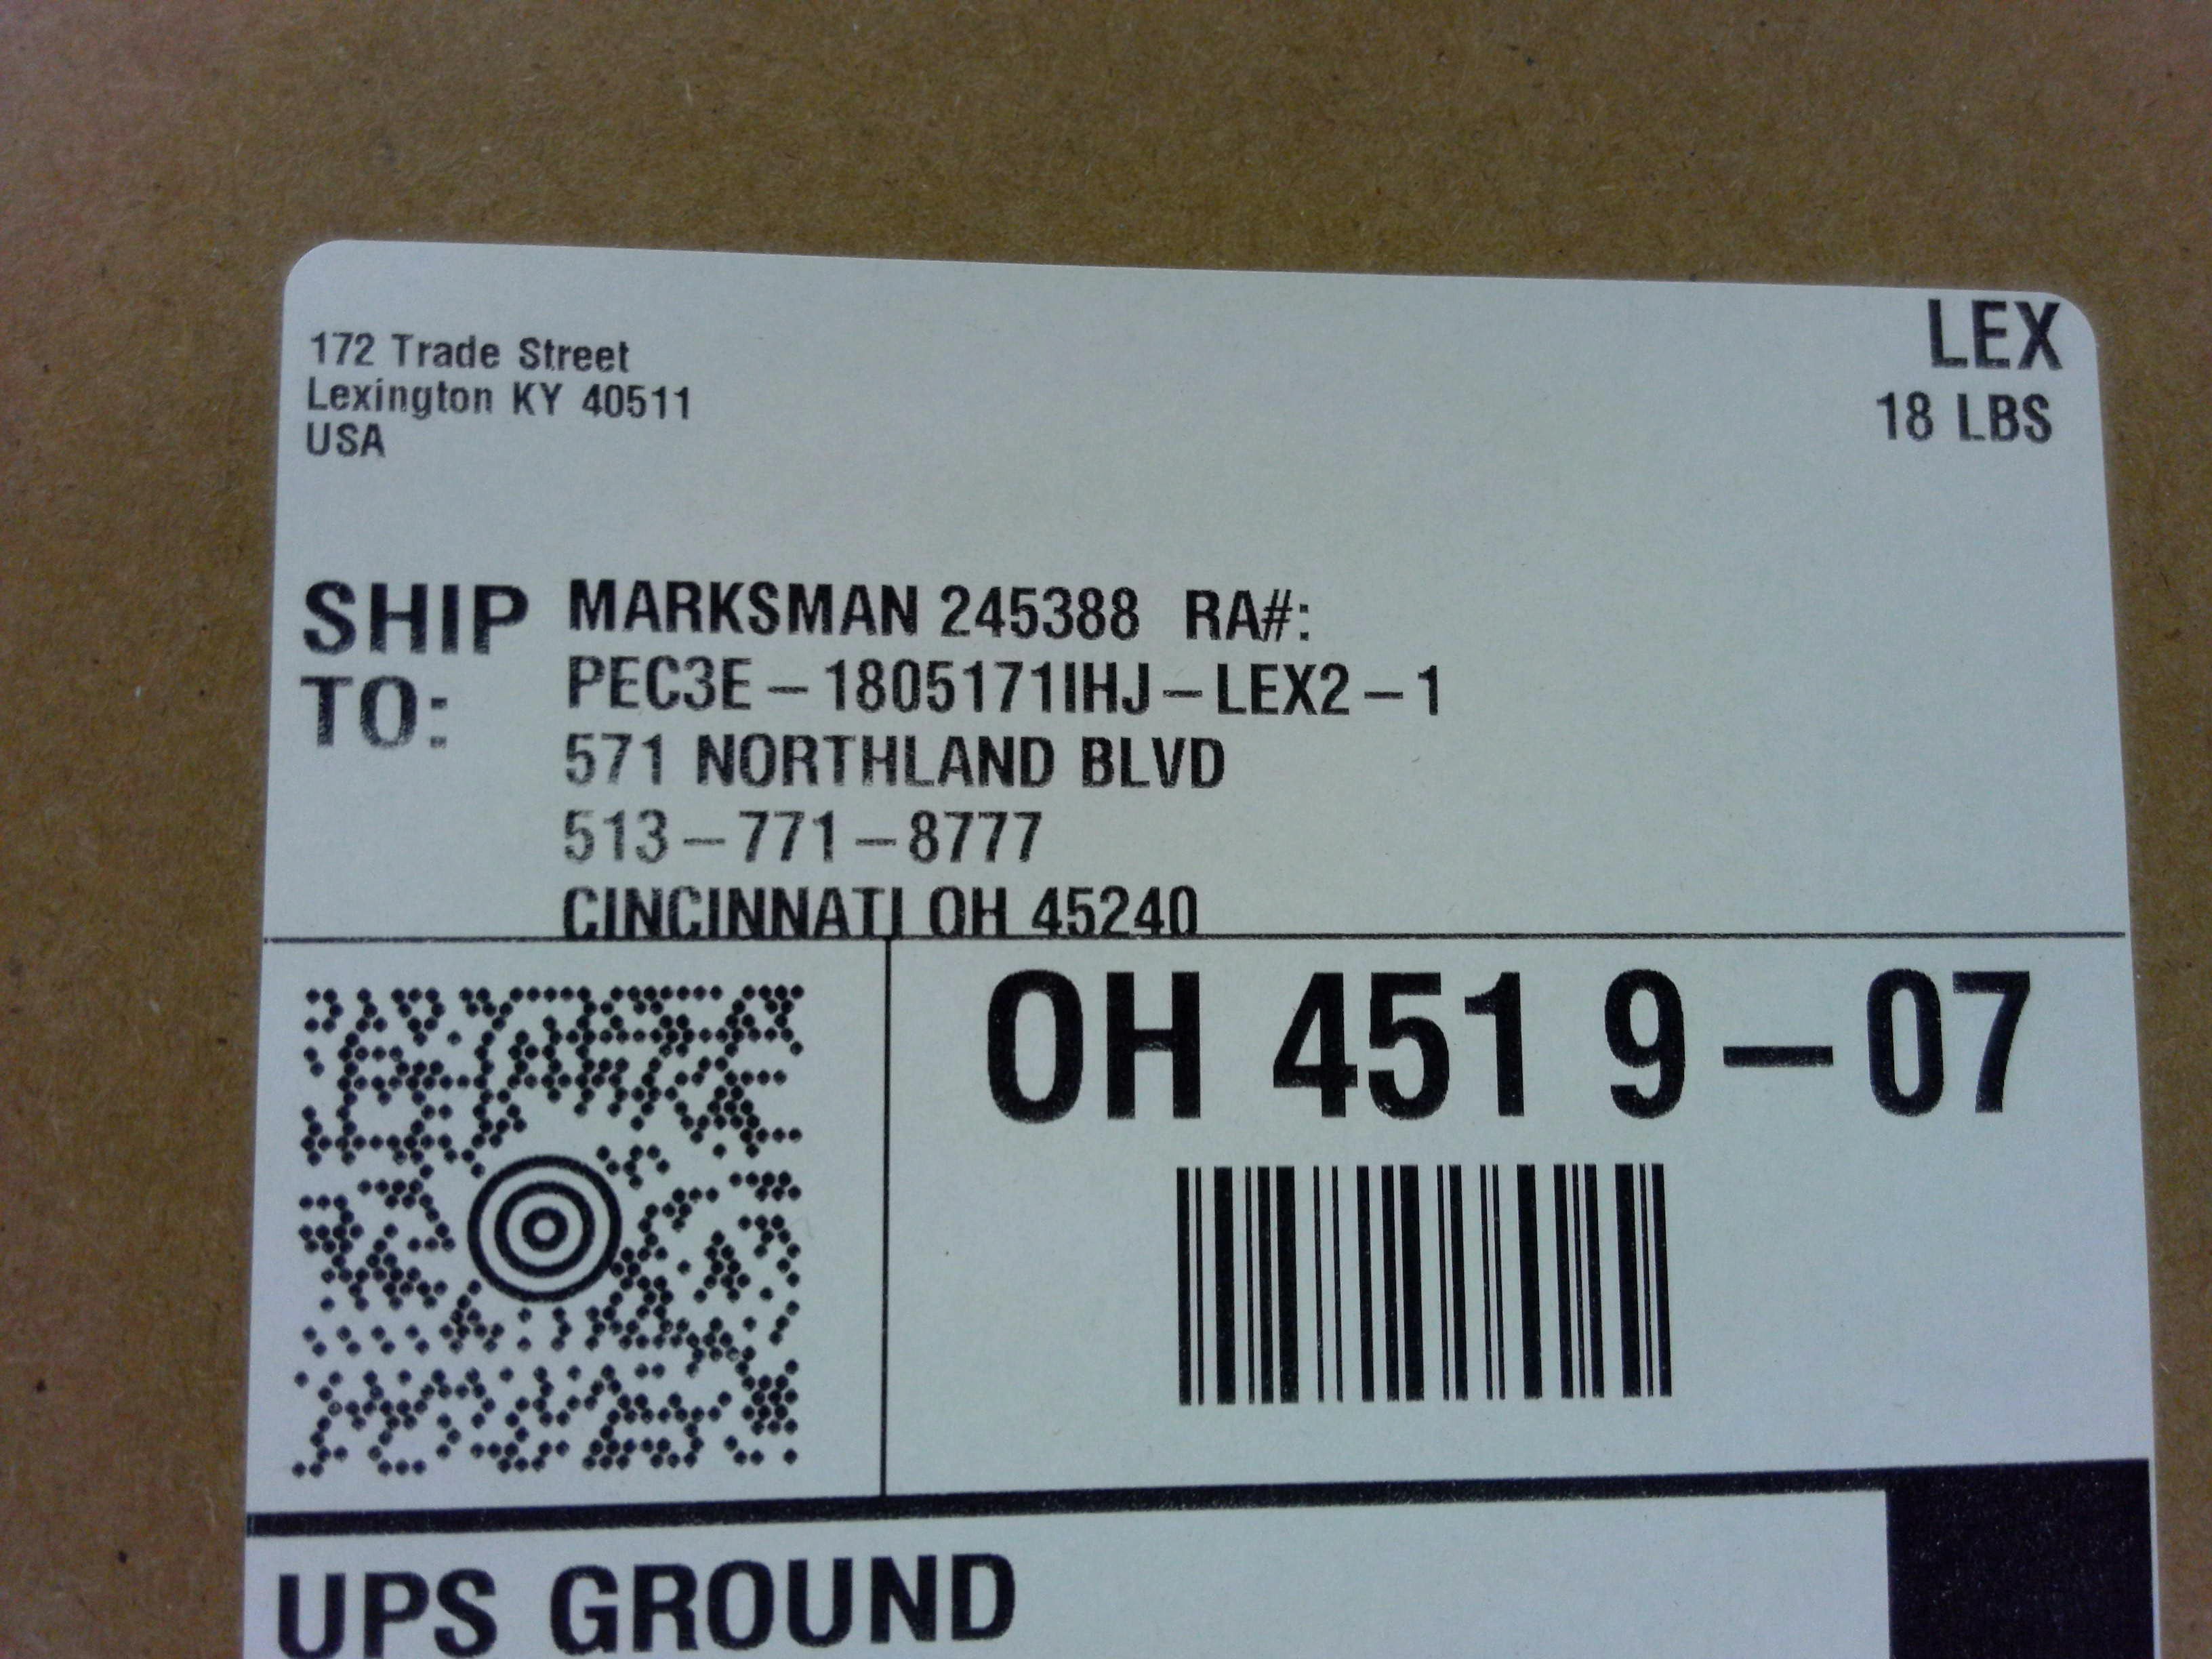 172 Trade Street
Lexington KY 40511
USA
LEX
18 LBS
SHIP TO:
MARKSMAN 245388 RA#:
PEC3E-1805171IHJ-LEX2-1
571 NORTHLAND BLVD
513-771-8777
CINCINNATI OH 45240
OH 451 9-07
UPS GROUND